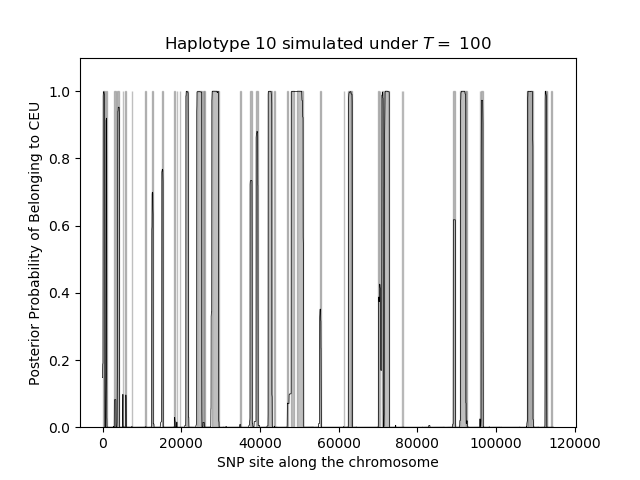 Haplotype 10 simulated under T = 100
Posterior Probability of Belonging to CEU
1.0
0.8
0.6
0.4
0.2
0.0
0 20000 40000 60000 80000 100000 120000
SNP site along the chromosome